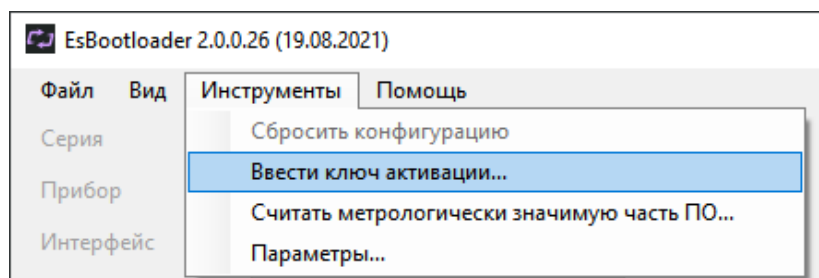 EsBootloader 2.0.0.26 (19.08.2021)
Файл Вид Инструменты Помощь
Серия
Сбросить конфигурацию
Ввести ключ активации...
Прибор
Считать метрологически значимую часть ПО...
Интерфейс
Параметры...